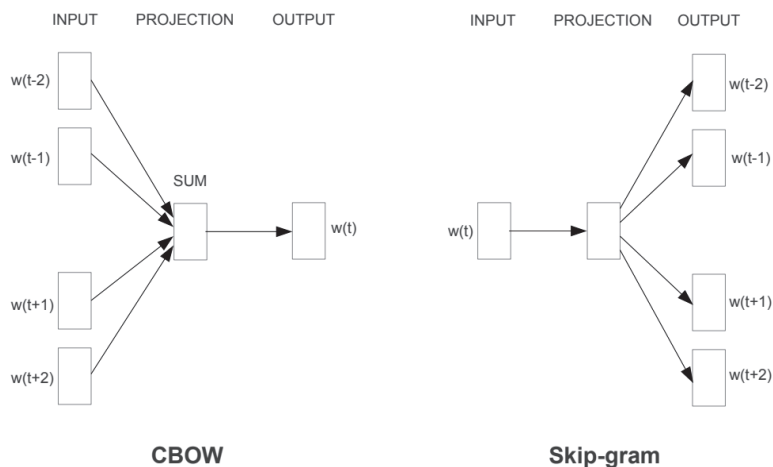 INPUT PROJECTION OUTPUT
w(t-2)
w(t-1)
SUM
w(t)
w(t+1)
w(t+2)
CBOW
INPUT PROJECTION OUTPUT
w(t-2)
w(t-1)
w(t)
w(t+1)
w(t+2)
Skip-gram